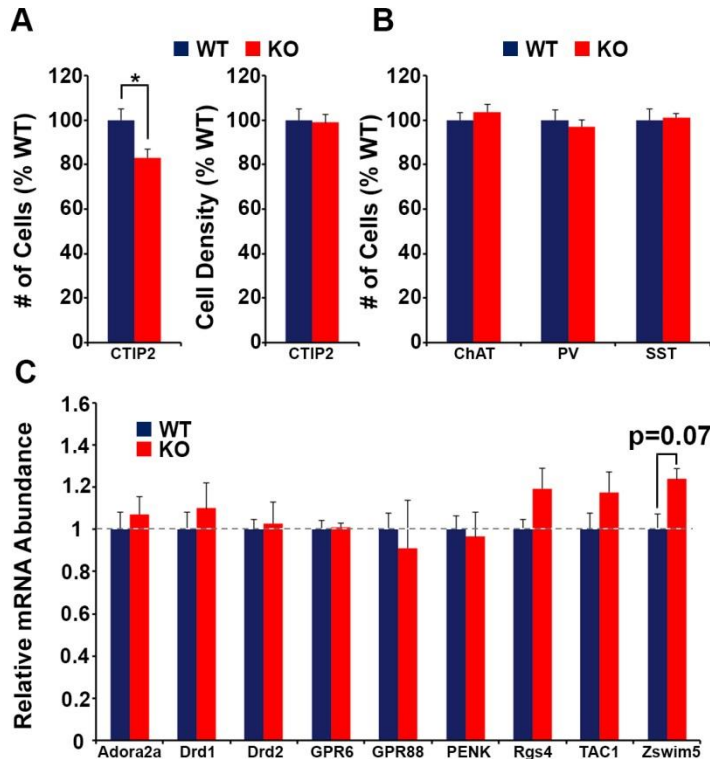 A
B
WT KO
WT KO
# of Cells (% WT)
120
100
80
60
40
20
0
*
CTIP2
Cell Density (% WT)
120
100
80
60
40
20
0
CTIP2
# of Cells (% WT)
120
100
80
60
40
20
0
ChAT PV SST
C
Relative mRNA Abundance
1.6
1.4
1.2
1
0.8
0.6
0.4
0.2
0
WT
KO
p=0.07
Adora2a Drd1 Drd2 GPR6 GPR88 PENK Rgs4 TAC1 Zswim5